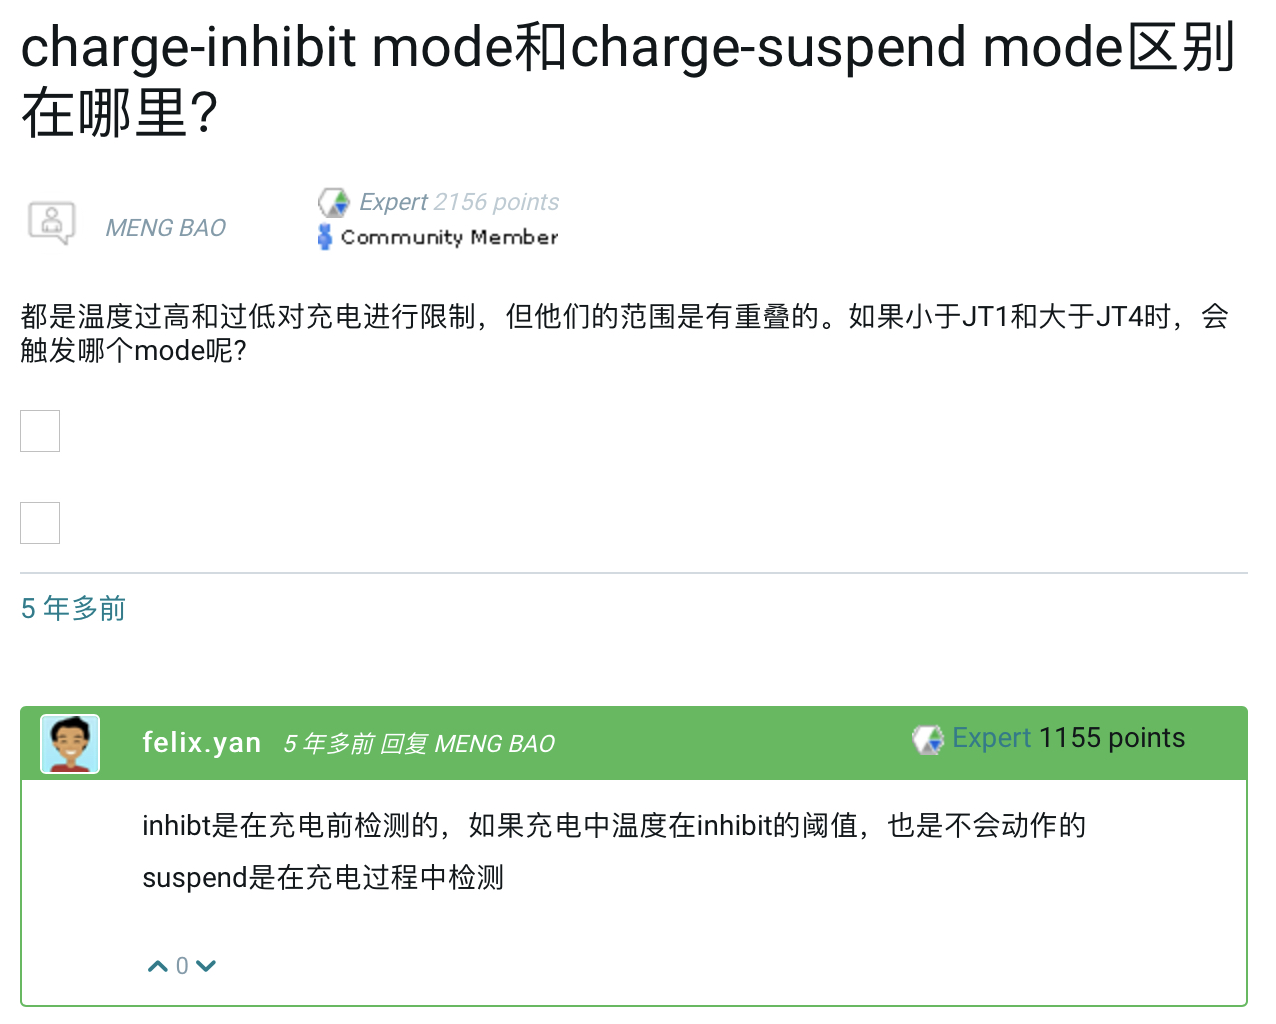 charge-inhibit mode和charge-suspend mode区别
在哪里?
MENG BAO
Expert 2156 points
Community Member
都是温度过高和过低对充电进行限制，但他们的范围是有重叠的。如果小于JT1和大于JT4时，会
触发哪个mode呢?
5 年多前
felix.yan 5 年多前 回复 MENG BAO
Expert 1155 points
inhibt是在充电前检测的，如果充电中温度在inhibit的阈值，也是不会动作的
suspend是在充电过程中检测
0